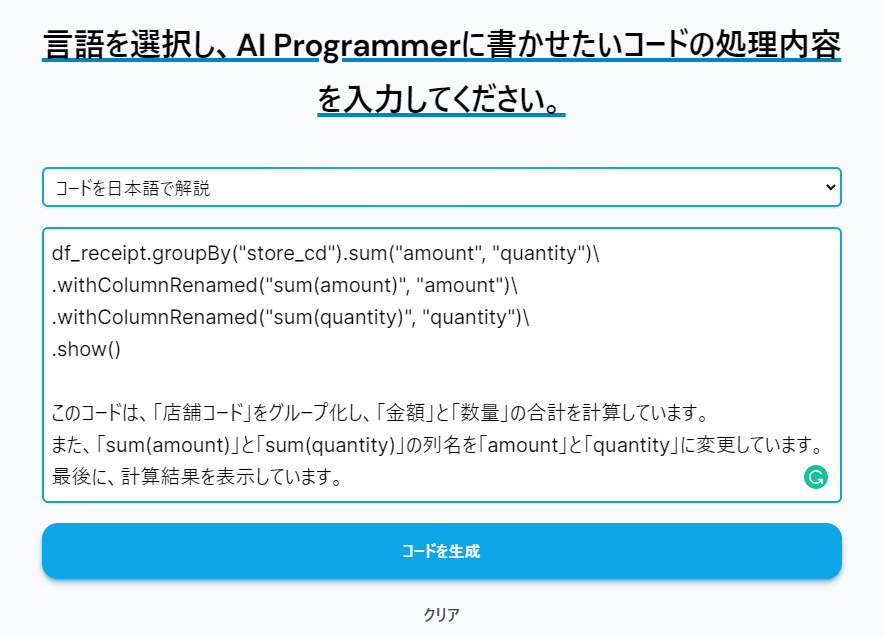 言語を選択し、AI Programmerに書かせたいコードの処理内容
を入力してください。
コードを日本語で解説
df_receipt.groupBy("store_cd").sum("amount", "quantity")\
.withColumnRenamed("sum(amount)", "amount")\
.withColumnRenamed("sum(quantity)", "quantity")\
.show()
このコードは、「店舗コード」をグループ化し、「金額」と「数量」の合計を計算しています。
また、「sum(amount)」と「sum(quantity)」の列名を「amount」と「quantity」に変更しています。
最後に、計算結果を表示しています。
コードを生成
クリア